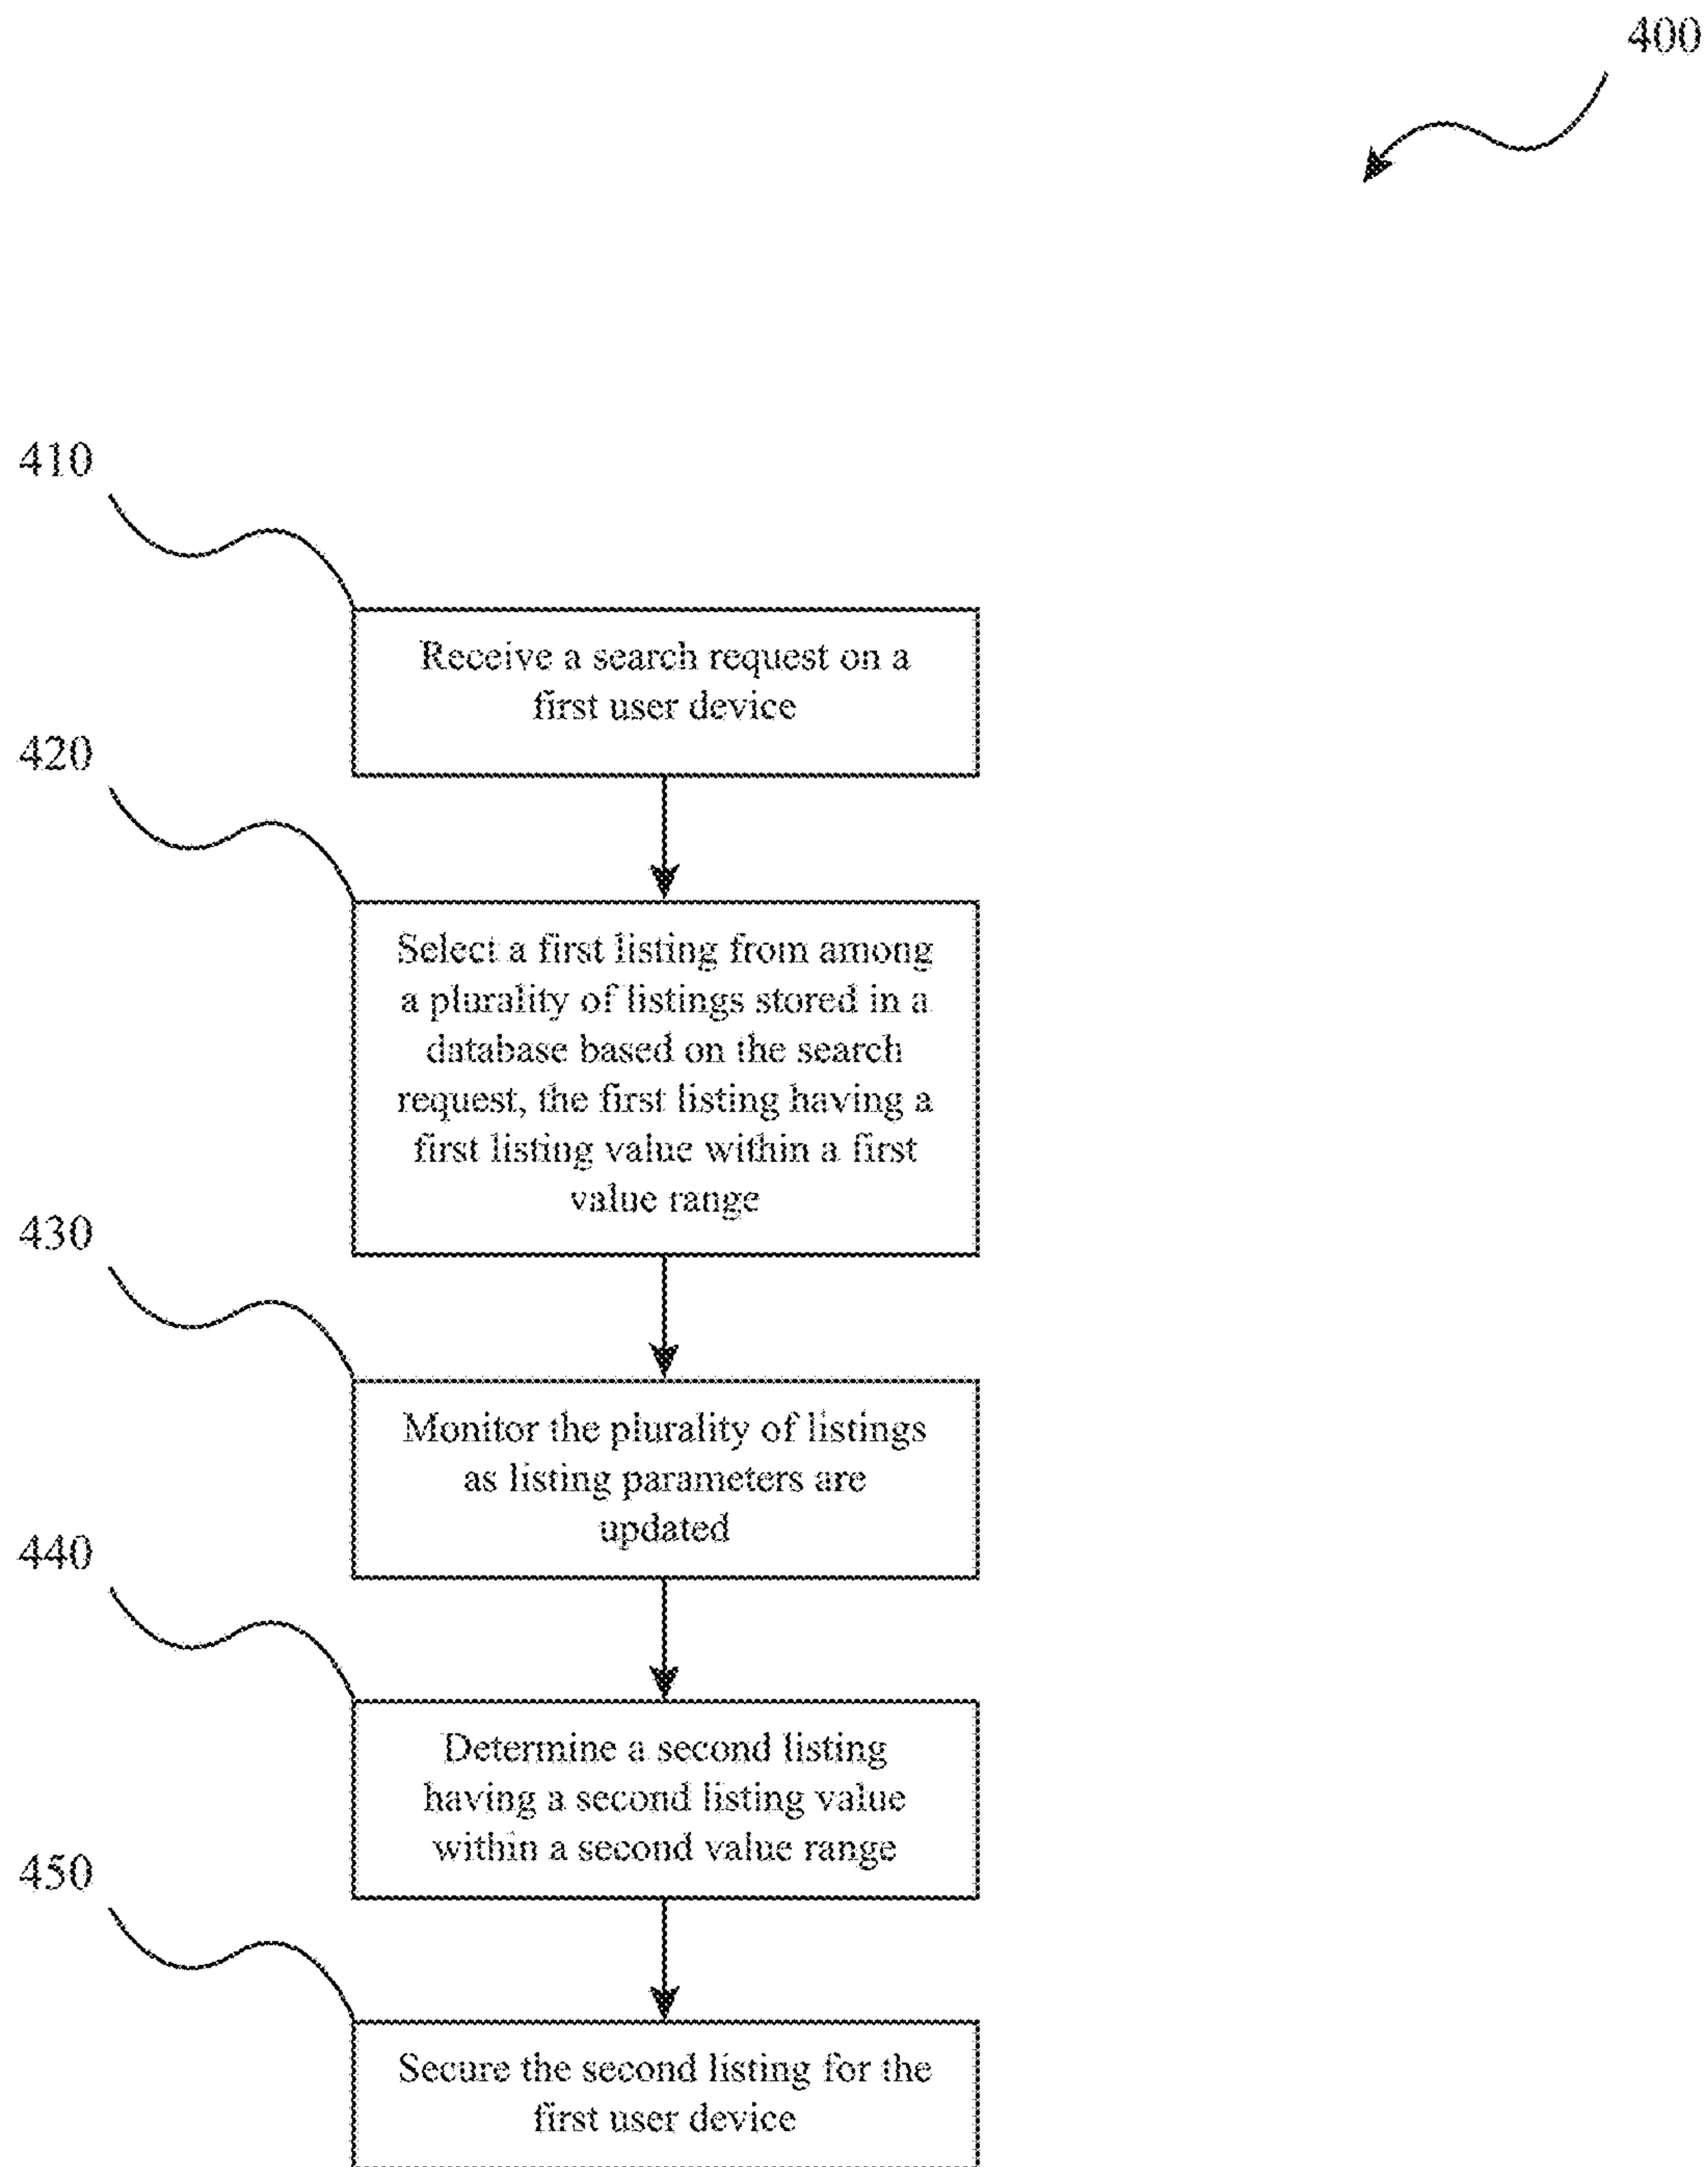 400
410
Receive a search request on a
first user device
420
Select a first listing from among
a plurality of listings stored in a
database based on the search
request, the first listing having a
first listing value within a first
value range
430
Monitor the plurality of listings
as listing parameters are
updated
440
Determine a second listing
having a second listing value
within a second value range
450
Secure the second listing for the
first user device